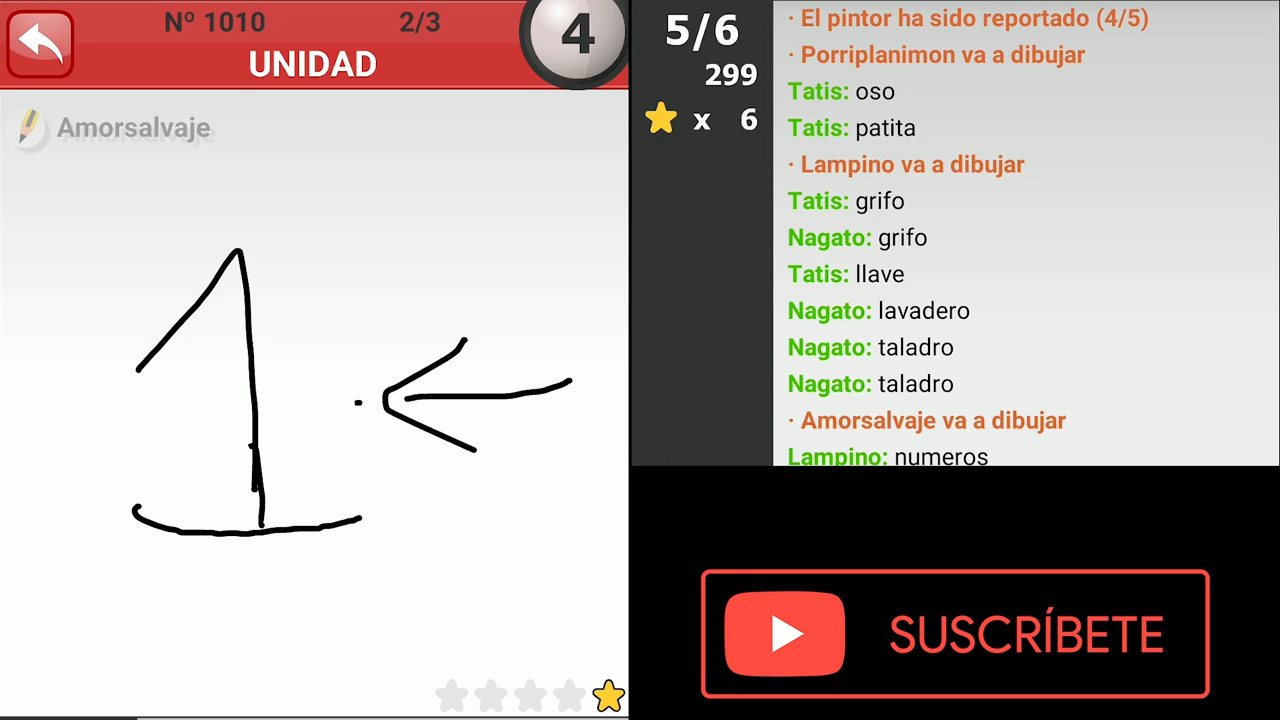 Nº 1010
2/3
4
UNIDAD
Amorsalvaje
1
5/6
299
x 6
· El pintor ha sido reportado (4/5)
· Porriplanimon va a dibujar
Tatis: oso
Tatis: patita
· Lampino va a dibujar
Tatis: grifo
Nagato: grifo
Tatis: llave
Nagato: lavadero
Nagato: taladro
Nagato: taladro
· Amorsalvaje va a dibujar
Lampino: numeros
SUSCRÍBETE